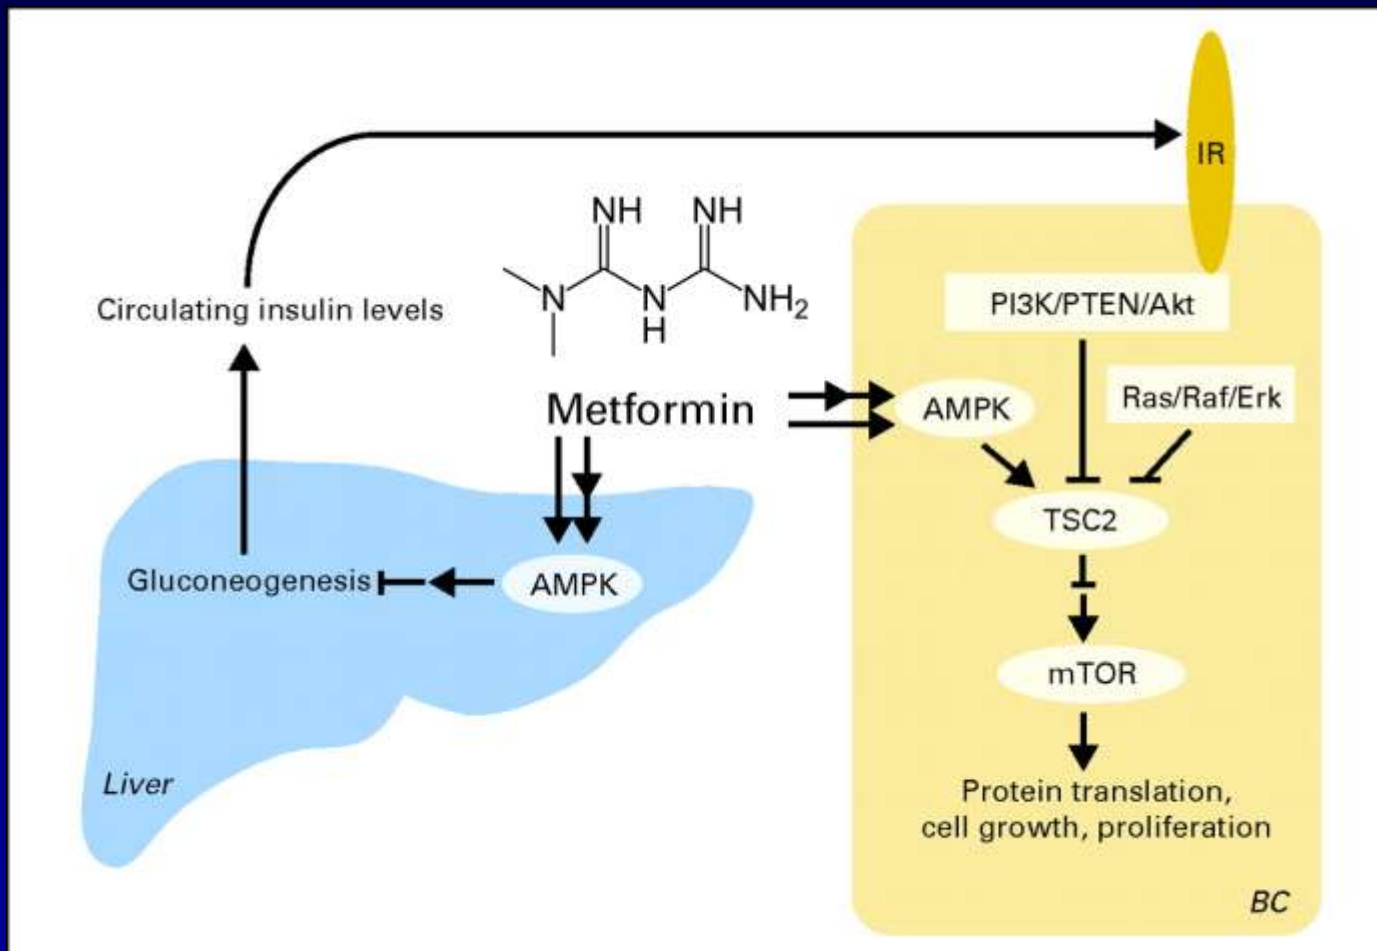 IR
NH NH
N N NH₂
H
Circulating insulin levels
PI3K/PTEN/Akt
Metformin
AMPK
Ras/Raf/Erk
TSC2
Gluconeogenesis
AMPK
mTOR
Liver
Protein translation,
cell growth, proliferation
BC